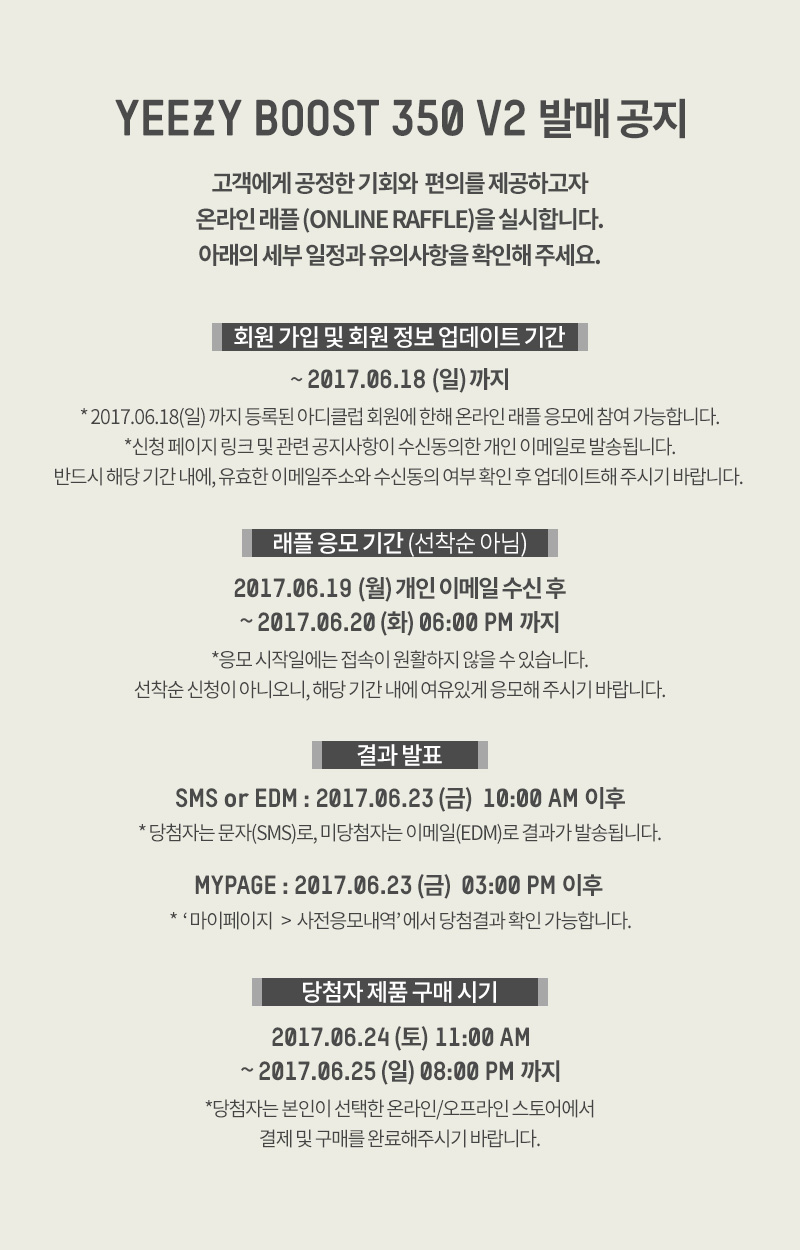 YEEZY BOOST 350 V2 발매 공지
고객에게 공정한 기회와 편의를 제공하고자
온라인 래플 (ONLINE RAFFLE)을 실시합니다.
아래의 세부 일정과 유의사항을 확인해 주세요.
회원 가입 및 회원 정보 업데이트 기간
~ 2017.06.18 (일) 까지
* 2017.06.18(일) 까지 등록된 아디클럽 회원에 한해 온라인 래플 응모에 참여 가능합니다.
*신청 페이지 링크 및 관련 공지사항이 수신동의한 개인 이메일로 발송됩니다.
반드시 해당 기간 내에, 유효한 이메일주소와 수신동의 여부 확인 후 업데이트해 주시기 바랍니다.
래플 응모 기간 (선착순 아님)
2017.06.19 (월) 개인 이메일 수신 후
~ 2017.06.20 (화) 06:00 PM 까지
*응모 시작일에는 접속이 원활하지 않을 수 있습니다.
선착순 신청이 아니오니, 해당 기간 내에 여유있게 응모해 주시기 바랍니다.
결과 발표
SMS or EDM : 2017.06.23 (금) 10:00 AM 이후
* 당첨자는 문자(SMS)로, 미당첨자는 이메일(EDM)로 결과가 발송됩니다.
MYPAGE : 2017.06.23 (금) 03:00 PM 이후
* ‘마이페이지 > 사전응모내역’ 에서 당첨결과 확인 가능합니다.
당첨자 제품 구매 시기
2017.06.24 (토) 11:00 AM
~ 2017.06.25 (일) 08:00 PM 까지
*당첨자는 본인이 선택한 온라인/오프라인 스토어에서
결제 및 구매를 완료해주시기 바랍니다.